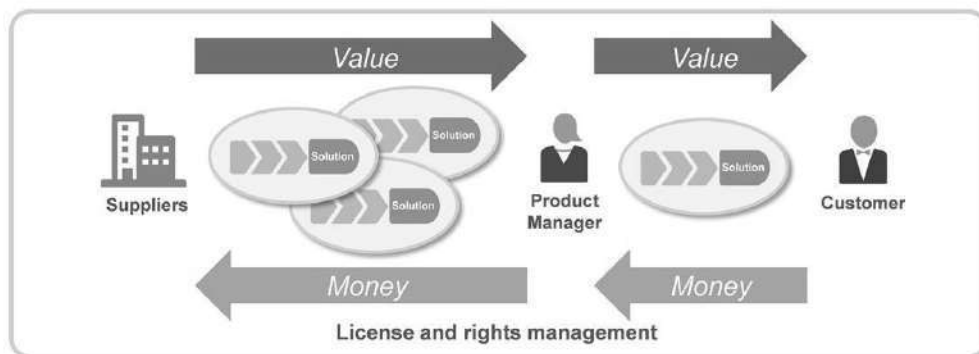 Value
Value
Solution
Solution
Solution
Solution
Suppliers
Product
Manager
Customer
Money
Money
License and rights management